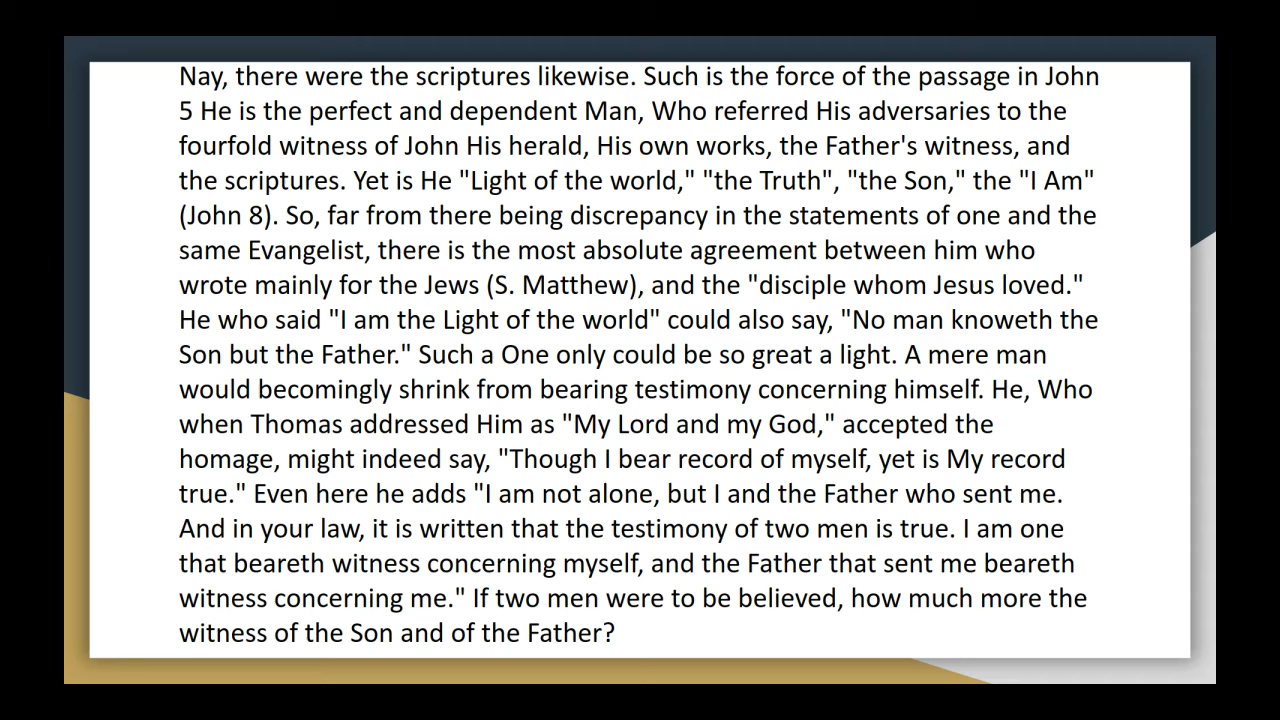 Nay, there were the scriptures likewise. Such is the force of the passage in John
5 He is the perfect and dependent Man, Who referred His adversaries to the
fourfold witness of John His herald, His own works, the Father's witness, and
the scriptures. Yet is He "Light of the world," "the Truth", "the Son," the "I Am"
(John 8). So, far from there being discrepancy in the statements of one and the
same Evangelist, there is the most absolute agreement between him who
wrote mainly for the Jews (S. Matthew), and the "disciple whom Jesus loved."
He who said "I am the Light of the world" could also say, "No man knoweth the
Son but the Father." Such a One only could be so great a light. A mere man
would becomingly shrink from bearing testimony concerning himself. He, Who
when Thomas addressed Him as "My Lord and my God," accepted the
homage, might indeed say, "Though I bear record of myself, yet is My record
true." Even here he adds "I am not alone, but I and the Father who sent me.
And in your law, it is written that the testimony of two men is true. I am one
that beareth witness concerning myself, and the Father that sent me beareth
witness concerning me." If two men were to be believed, how much more the
witness of the Son and of the Father?